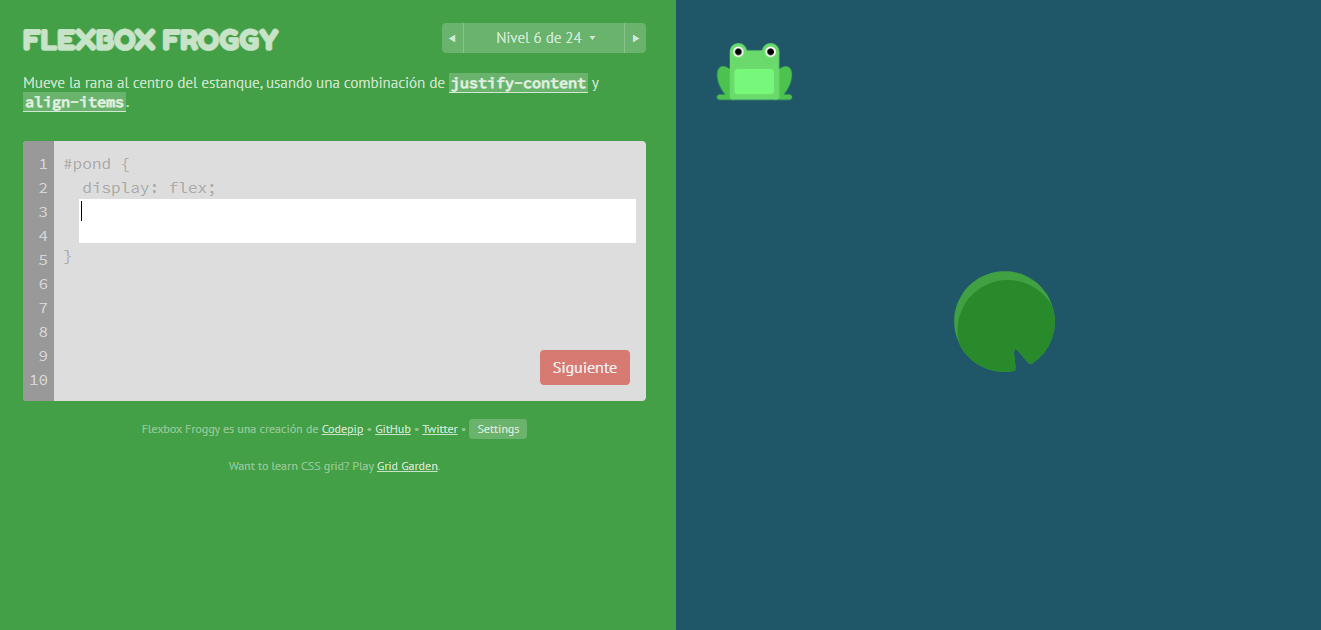 FLEXBOX FROGGY
◀ Nivel 6 de 24 ▾ ▶
Mueve la rana al centro del estanque, usando una combinación de justify-content y
align-items.
1 #pond {
2 display: flex;
3
4
5 }
6
7
8
9
10
Siguiente
Flexbox Froggy es una creación de Codepip • GitHub • Twitter • Settings
Want to learn CSS grid? Play Grid Garden.